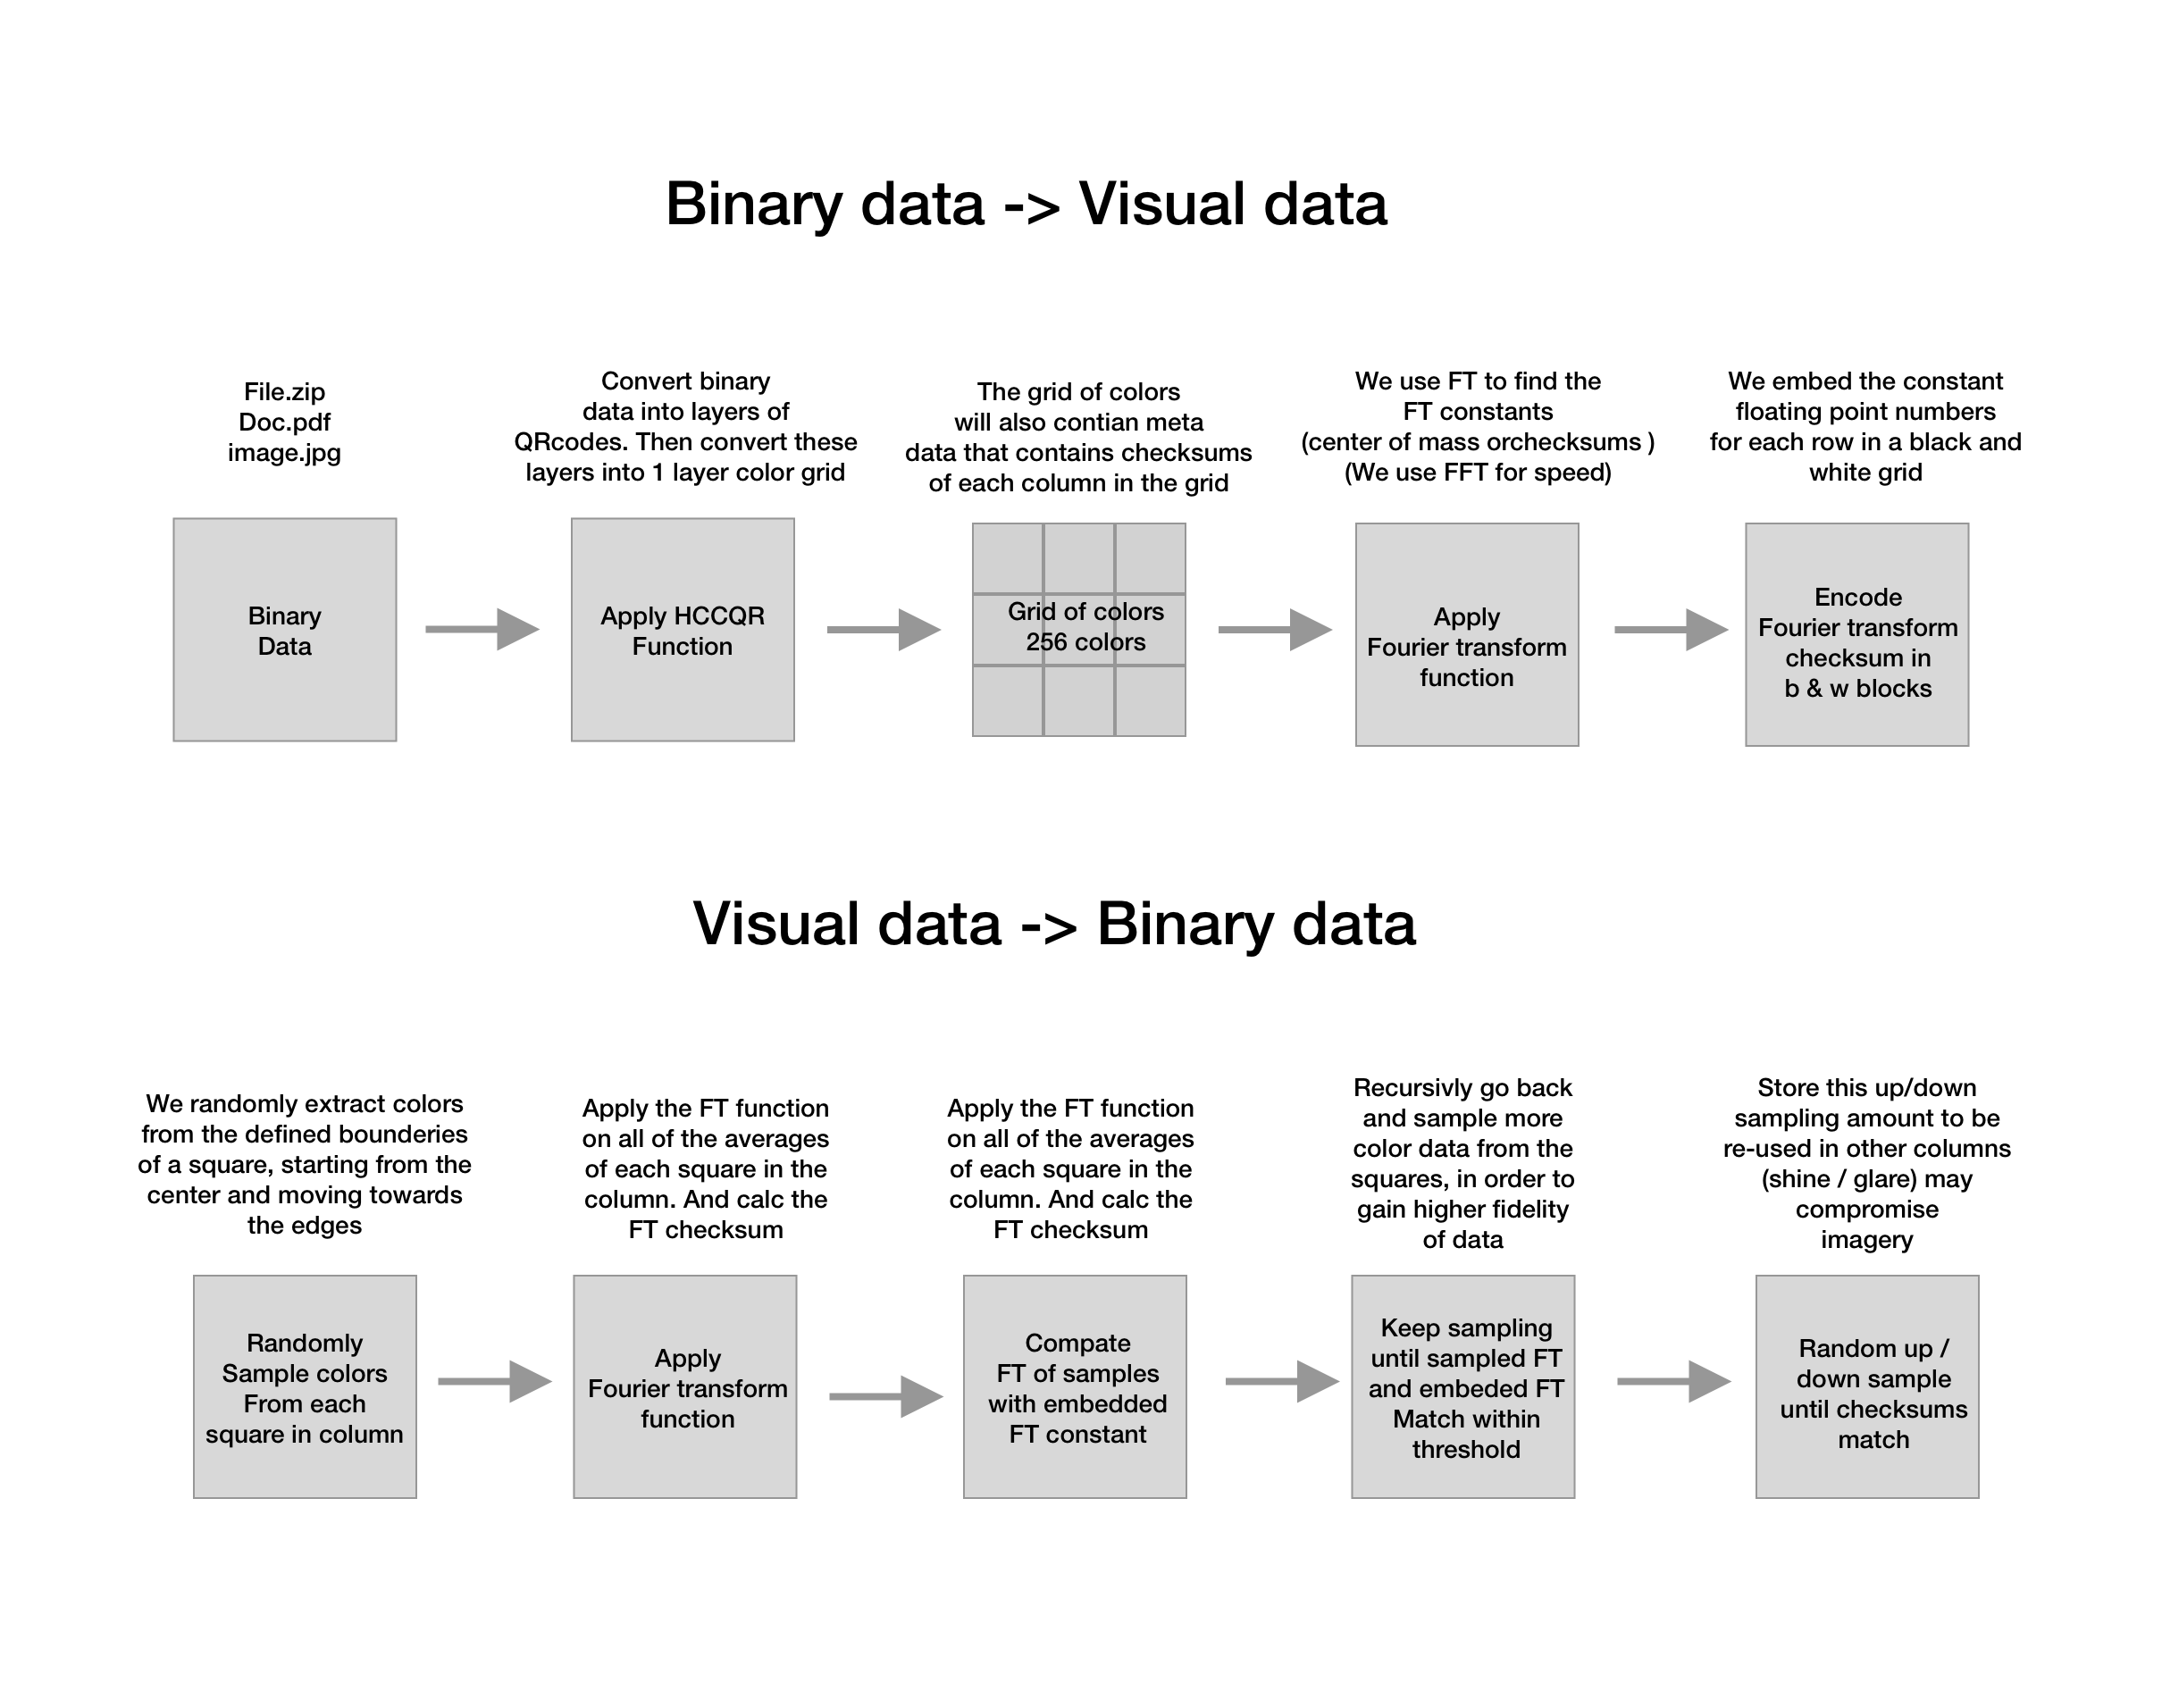 Binary data -> Visual data
File.zip
Doc.pdf
image.jpg
Binary
Data
Convert binary
data into layers of
QRcodes. Then convert these
layers into 1 layer color grid
Apply HCCQR
Function
The grid of colors
will also contian meta
data that contains checksums
of each column in the grid
Grid of colors
256 colors
We use FT to find the
FT constants
(center of mass orchecksums )
(We use FFT for speed)
Apply
Fourier transform
function
We embed the constant
floating point numbers
for each row in a black and
white grid
Encode
Fourier transform
checksum in
b & w blocks
Visual data -> Binary data
We randomly extract colors
from the defined bounderies
of a square, starting from the
center and moving towards
the edges
Randomly
Sample colors
From each
square in column
Apply the FT function
on all of the averages
of each square in the
column. And calc the
FT checksum
Apply
Fourier transform
function
Apply the FT function
on all of the averages
of each square in the
column. And calc the
FT checksum
Compate
FT of samples
with embedded
FT constant
Recursivly go back
and sample more
color data from the
squares, in order to
gain higher fidelity
of data
Keep sampling
until sampled FT
and embeded FT
Match within
threshold
Store this up/down
sampling amount to be
re-used in other columns
(shine / glare) may
compromise
imagery
Random up /
down sample
until checksums
match